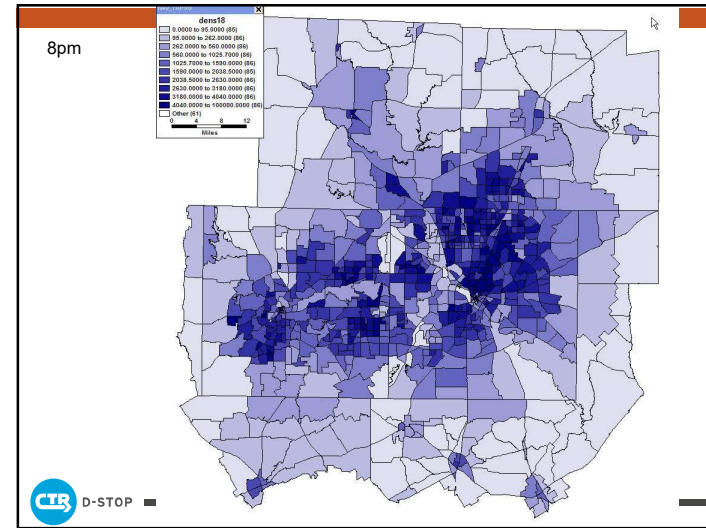 8pm
dens18
0.0000 to 95.0000 (85)
95.0000 to 262.0000 (86)
262.0000 to 560.0000 (86)
560.0000 to 1025.7000 (86)
1025.7000 to 1590.0000 (86)
1590.0000 to 2038.5000 (85)
2038.5000 to 2630.0000 (86)
2630.0000 to 3180.0000 (86)
3180.0000 to 4040.0000 (86)
4040.0000 to 100000.0000 (86)
Other (61)
0 4 8 12
Miles
CTR D-STOP